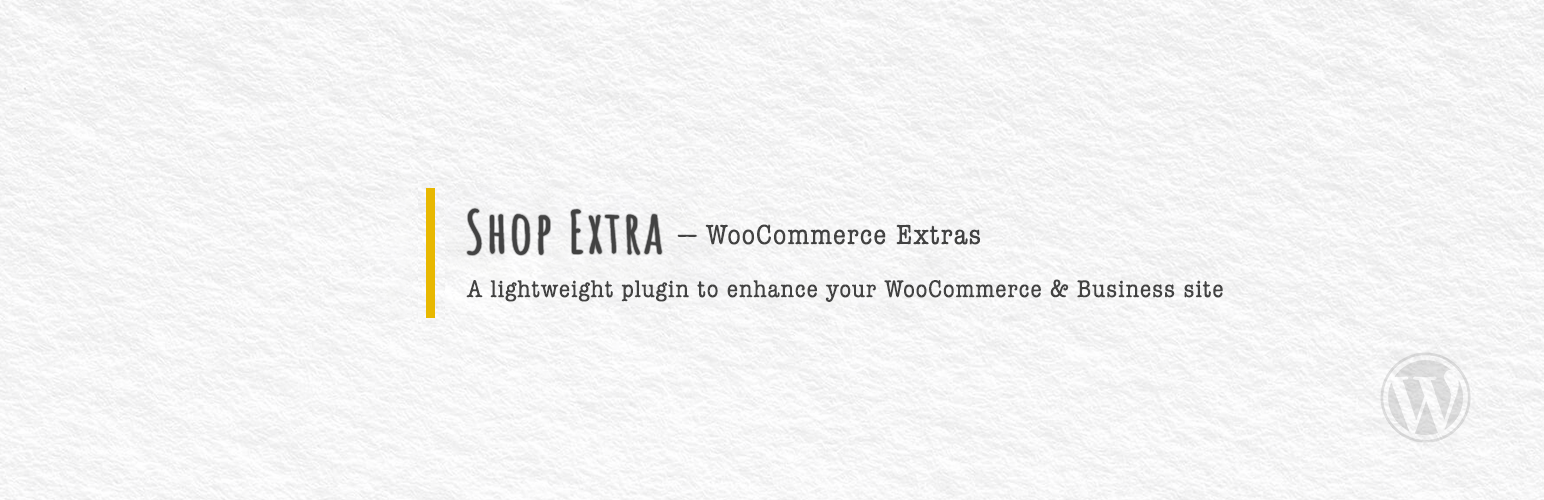 Shop Extra — WooCommerce Extras
A lightweight plugin to enhance your WooCommerce & Business site
W